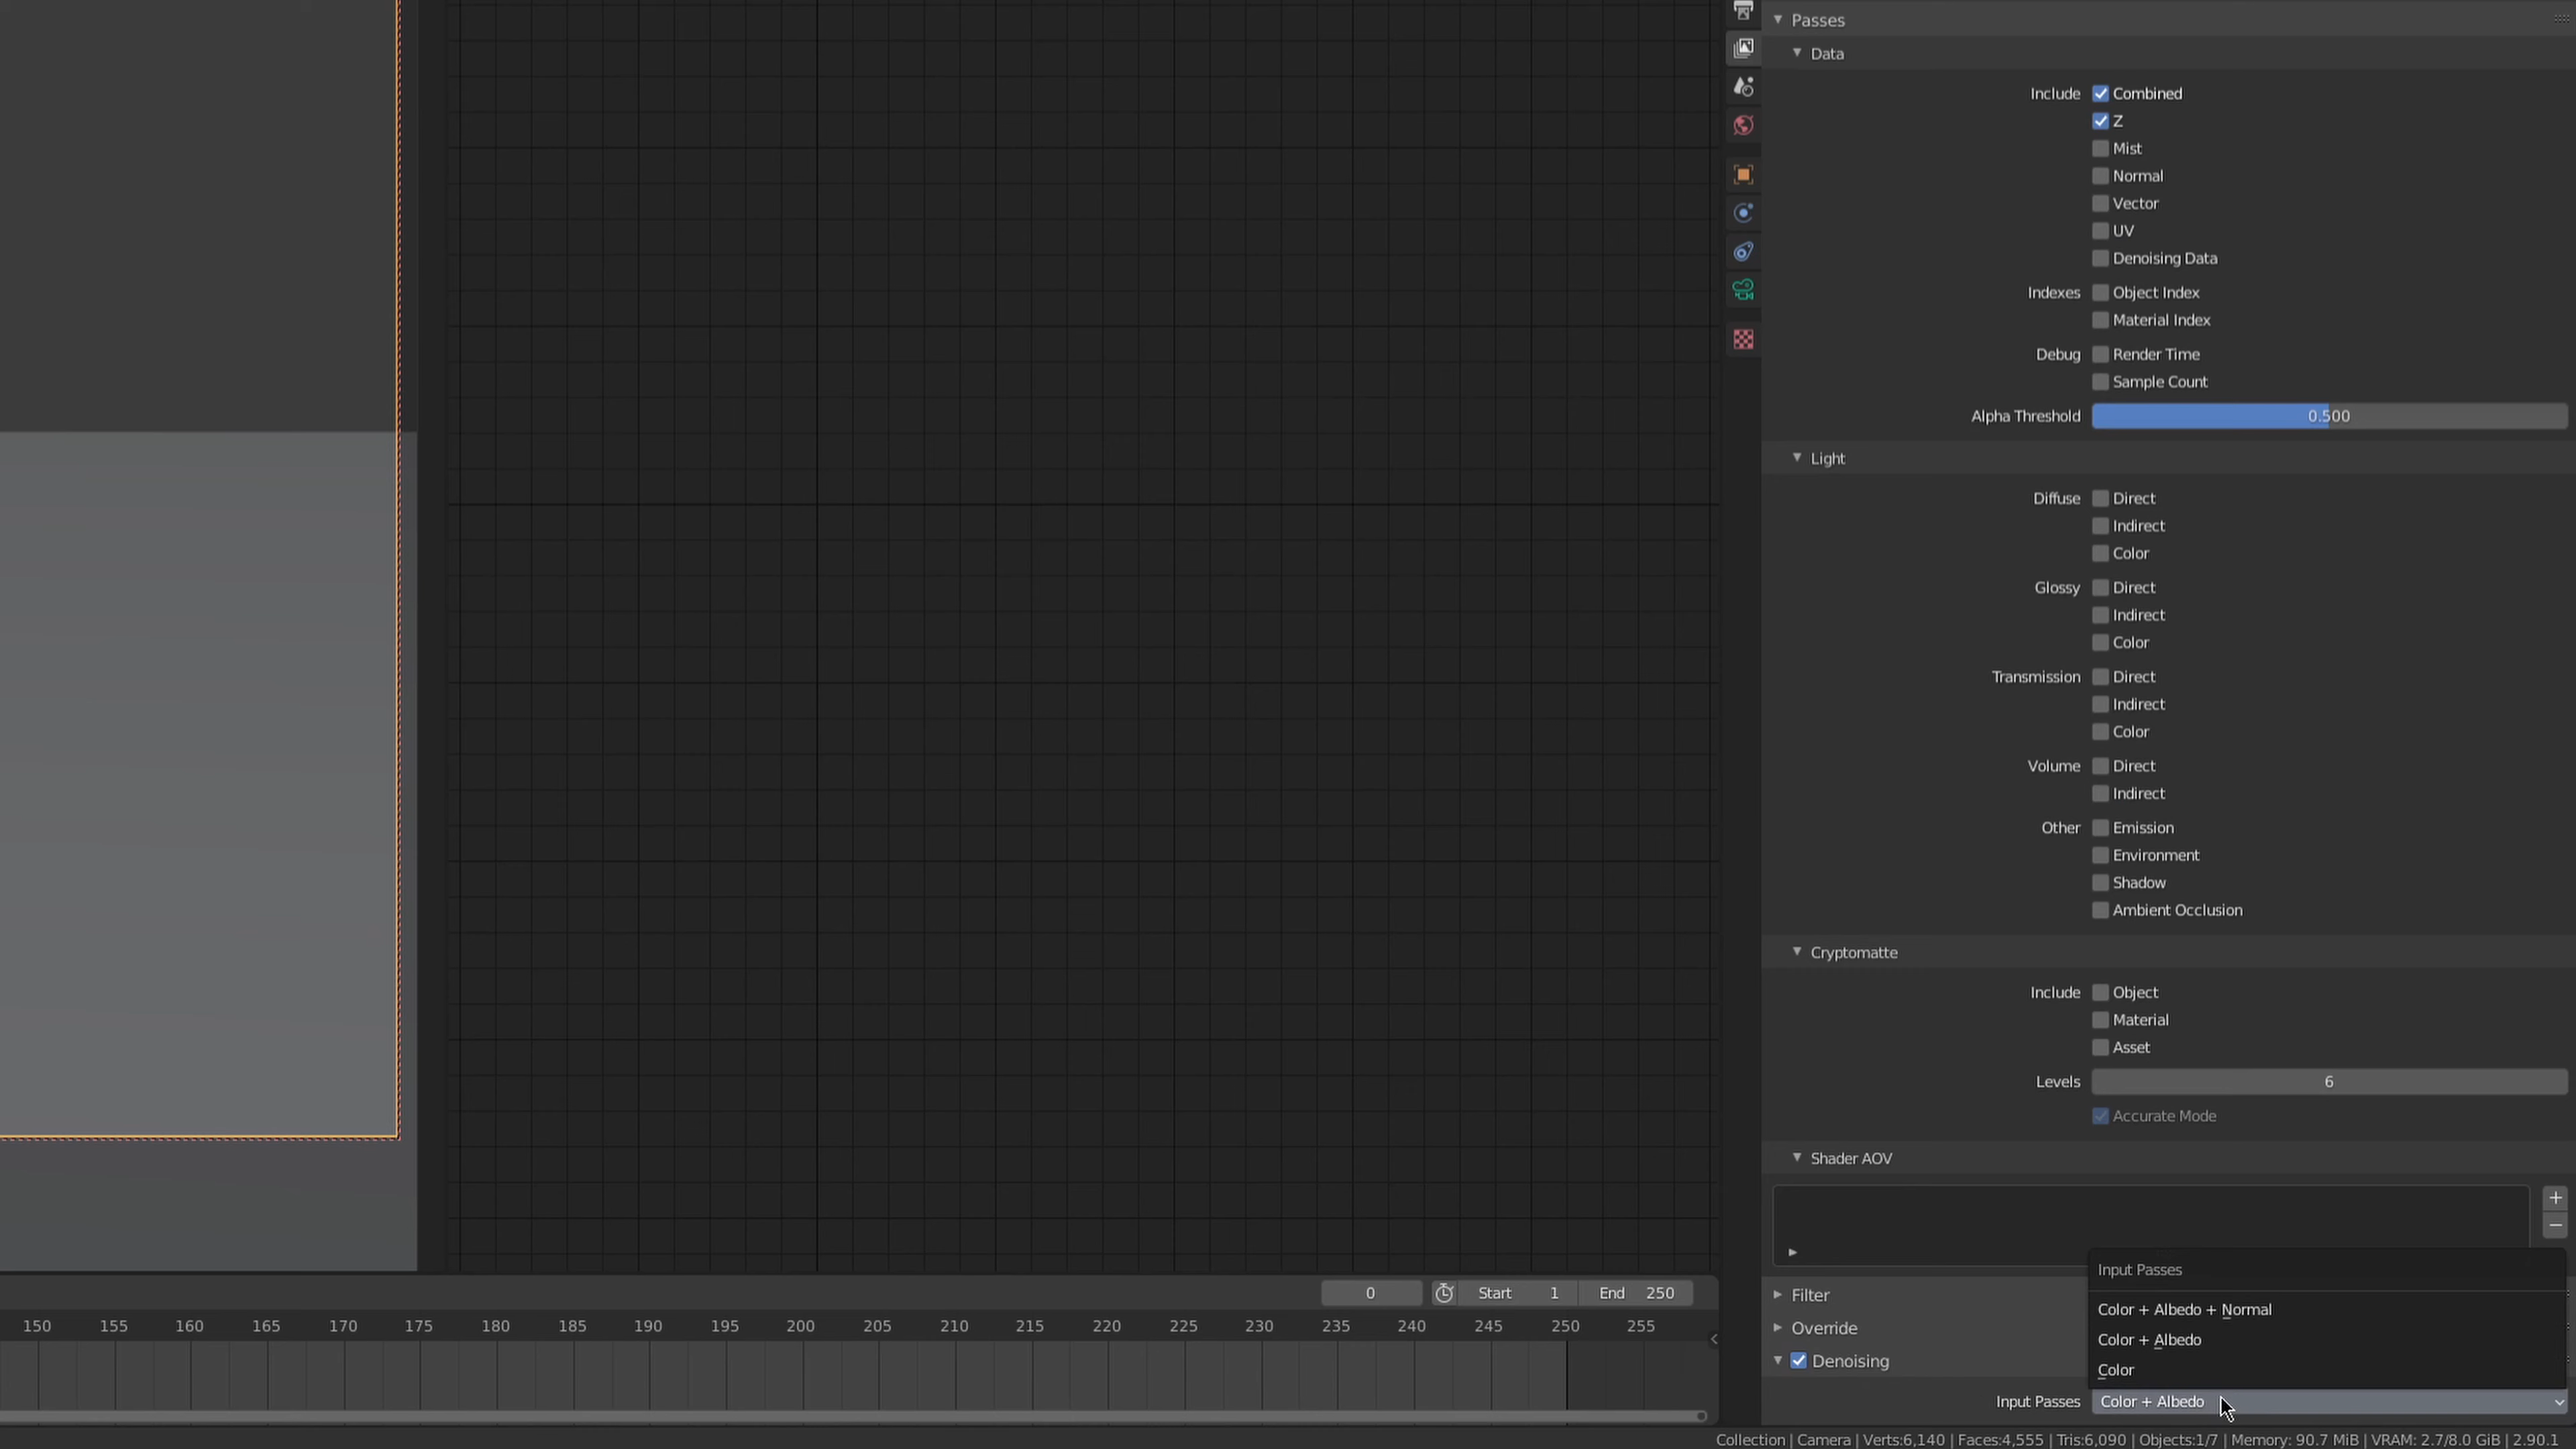 Passes
Data
Include Combined
Z
Mist
Normal
Vector
UV
Denoising Data
Indexes Object Index
Material Index
Debug Render Time
Sample Count
Alpha Threshold 0.500
Light
Diffuse Direct
Indirect
Color
Glossy Direct
Indirect
Color
Transmission Direct
Indirect
Color
Volume Direct
Indirect
Other Emission
Environment
Shadow
Ambient Occlusion
Cryptomatte
Include Object
Material
Asset
Levels 6
Accurate Mode
Shader AOV
Input Passes
Filter
Color + Albedo + Normal
Override
Color + Albedo
Denoising
Color
Input Passes Color + Albedo
0 Start 1 End 250
150 155 160 165 170 175 180 185 190 195 200 205 210 215 220 225 230 235 240 245 250 255
Collection | Camera | Verts:6,140 | Faces:4,555 | Tris:6,090 | Objects:1/7 | Memory: 90.7 MiB | VRAM: 2.7/8.0 GiB | 2.90.1